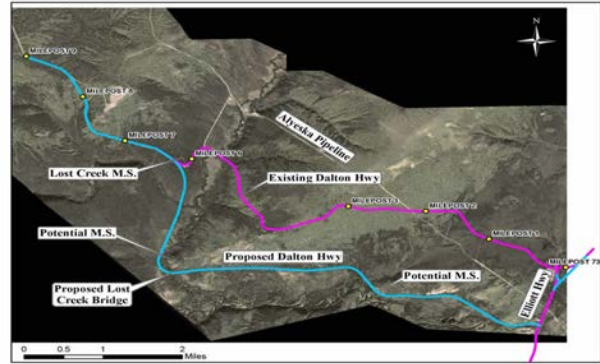 N
MILEPOST 9
MILEPOST 8
MILEPOST 7
Alyeska Pipeline
Lost Creek M.S.
MILEPOST 5
Existing Dalton Hwy
MILEPOST 3
MILEPOST 2
MILEPOST 1
Potential M.S.
Proposed Dalton Hwy
MILEPOST 73
Proposed Lost
Creek Bridge
Potential M.S.
Elliott Hwy
0 0.5 1 2
Miles